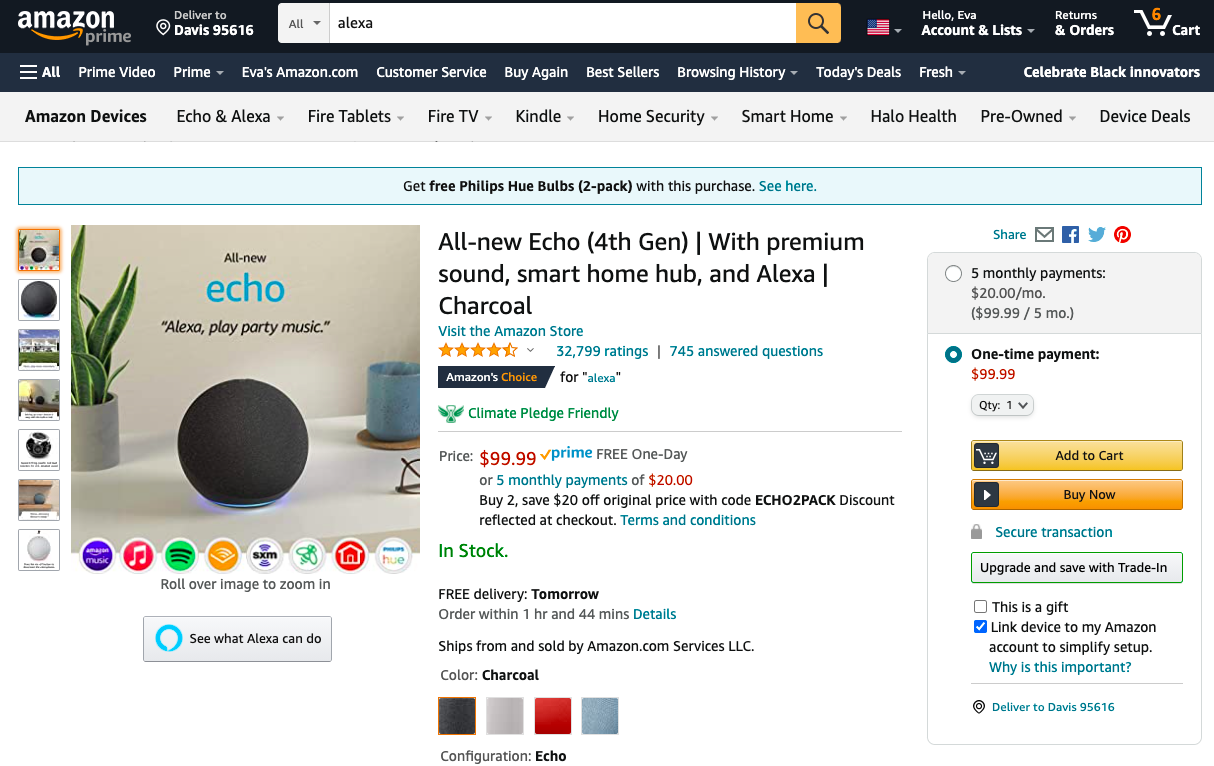 amazon
prime
Deliver to
Davis 95616
All
alexa
Hello, Eva
Account & Lists
Returns
& Orders
6
Cart
All
Prime Video
Prime
Eva's Amazon.com
Customer Service
Buy Again
Best Sellers
Browsing History
Today's Deals
Fresh
Celebrate Black Innovators
Amazon Devices
Echo & Alexa
Fire Tablets
Fire TV
Kindle
Home Security
Smart Home
Halo Health
Pre-Owned
Device Deals
Get free Philips Hue Bulbs (2-pack) with this purchase. See here.
All-new
echo
“Alexa, play party music.”
amazon
music
sxm
PHILIPS
hue
Roll over image to zoom in
See what Alexa can do
All-new Echo (4th Gen) | With premium
sound, smart home hub, and Alexa |
Charcoal
Visit the Amazon Store
32,799 ratings | 745 answered questions
Amazon's Choice for "alexa"
Climate Pledge Friendly
Price: $99.99 prime FREE One-Day
or 5 monthly payments of $20.00
Buy 2, save $20 off original price with code ECHO2PACK Discount
reflected at checkout. Terms and conditions
In Stock.
FREE delivery: Tomorrow
Order within 1 hr and 44 mins Details
Ships from and sold by Amazon.com Services LLC.
Color: Charcoal
Configuration: Echo
Share
5 monthly payments:
$20.00/mo.
($99.99 / 5 mo.)
One-time payment:
$99.99
Qty: 1
Add to Cart
Buy Now
Secure transaction
Upgrade and save with Trade-In
This is a gift
Link device to my Amazon
account to simplify setup.
Why is this important?
Deliver to Davis 95616